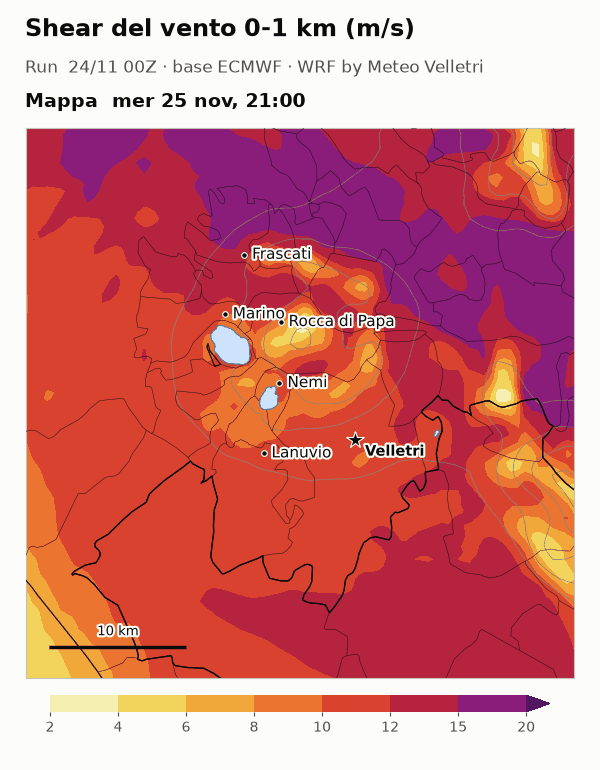 Shear del vento 0-1 km (m/s)
Run  24/11 00Z · base ECMWF · WRF by Meteo Velletri
Mappa  mer 25 nov, 21:00
Frascati
Marino
Rocca di Papa
Nemi
Velletri
Lanuvio
10 km
2 4 6 8 10 12 15 20